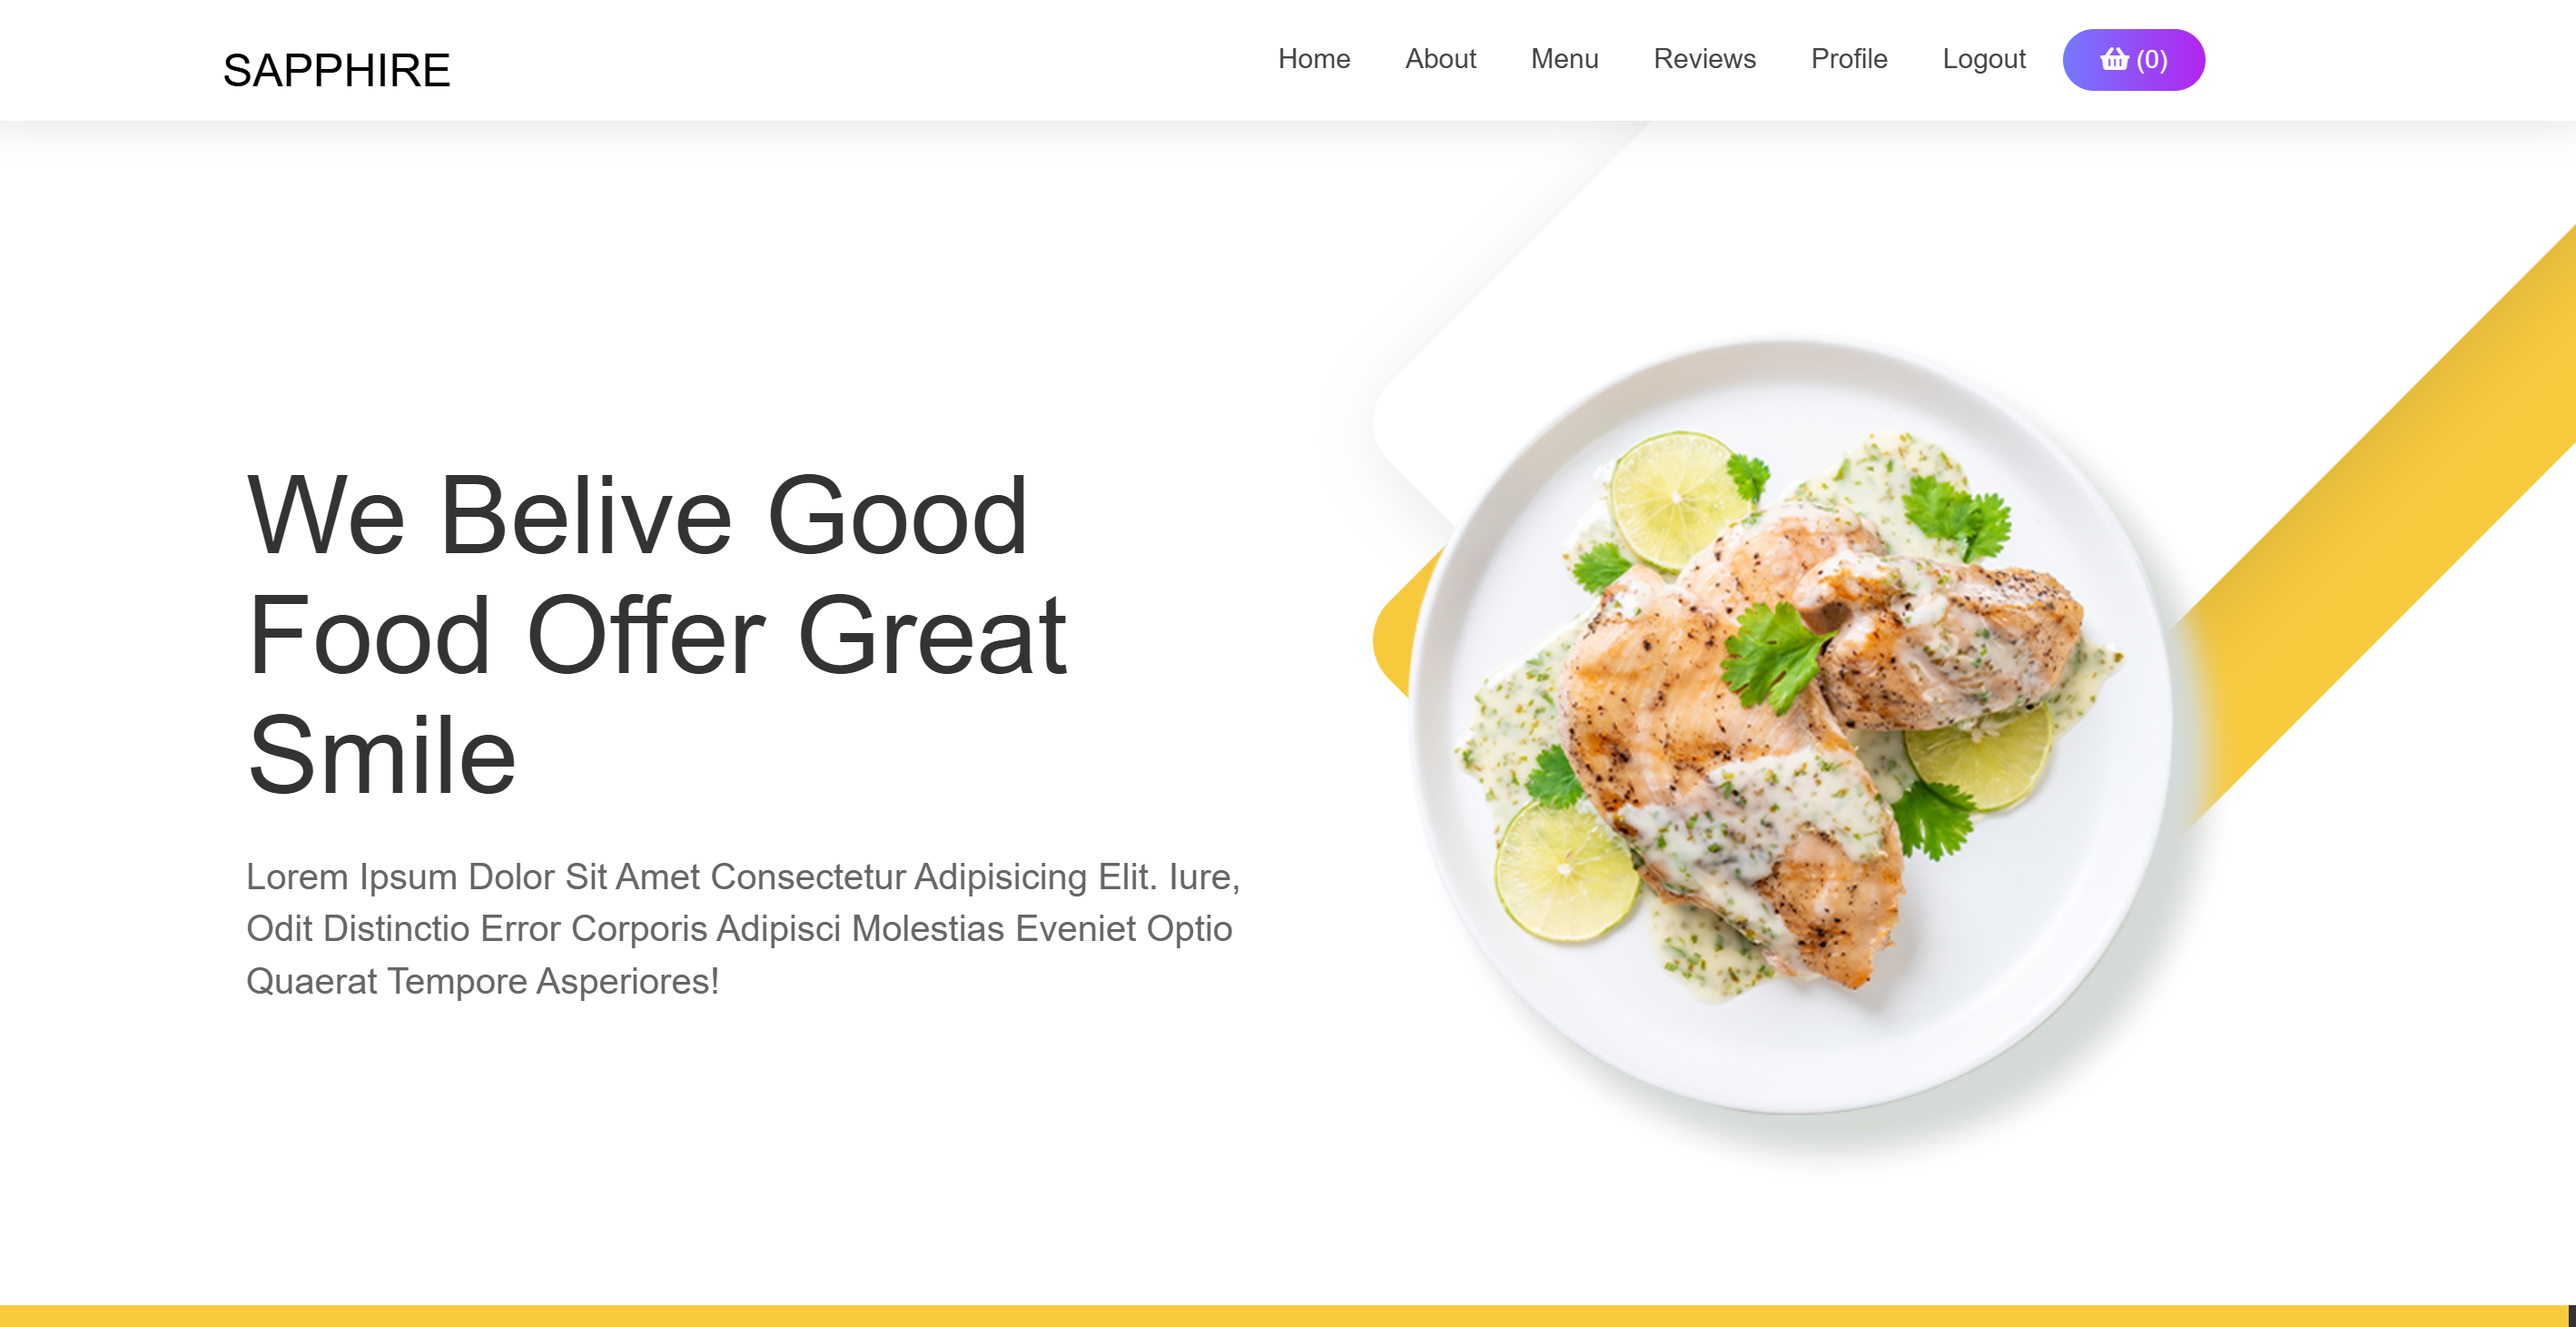 SAPPHIRE
Home About Menu Reviews Profile Logout (0)
We Belive Good
Food Offer Great
Smile
Lorem Ipsum Dolor Sit Amet Consectetur Adipisicing Elit. Iure,
Odit Distinctio Error Corporis Adipisci Molestias Eveniet Optio
Quaerat Tempore Asperiores!